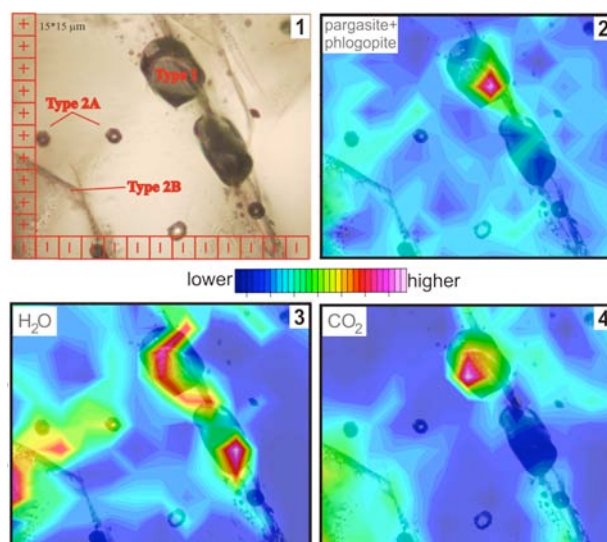 15*15 μm
1
Type 1
Type 2A
Type 2B
pargasite+
phlogopite
2
lower
higher
H₂O
3
CO₂
4